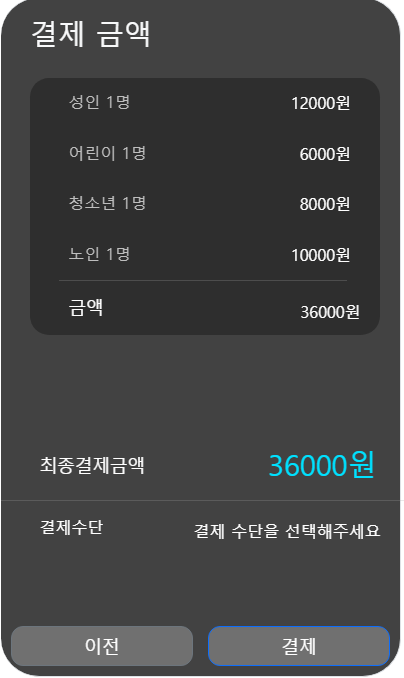 결제 금액
성인 1명 12000원
어린이 1명 6000원
청소년 1명 8000원
노인 1명 10000원
금액 36000원
최종결제금액 36000원
결제수단 결제 수단을 선택해주세요
이전 결제